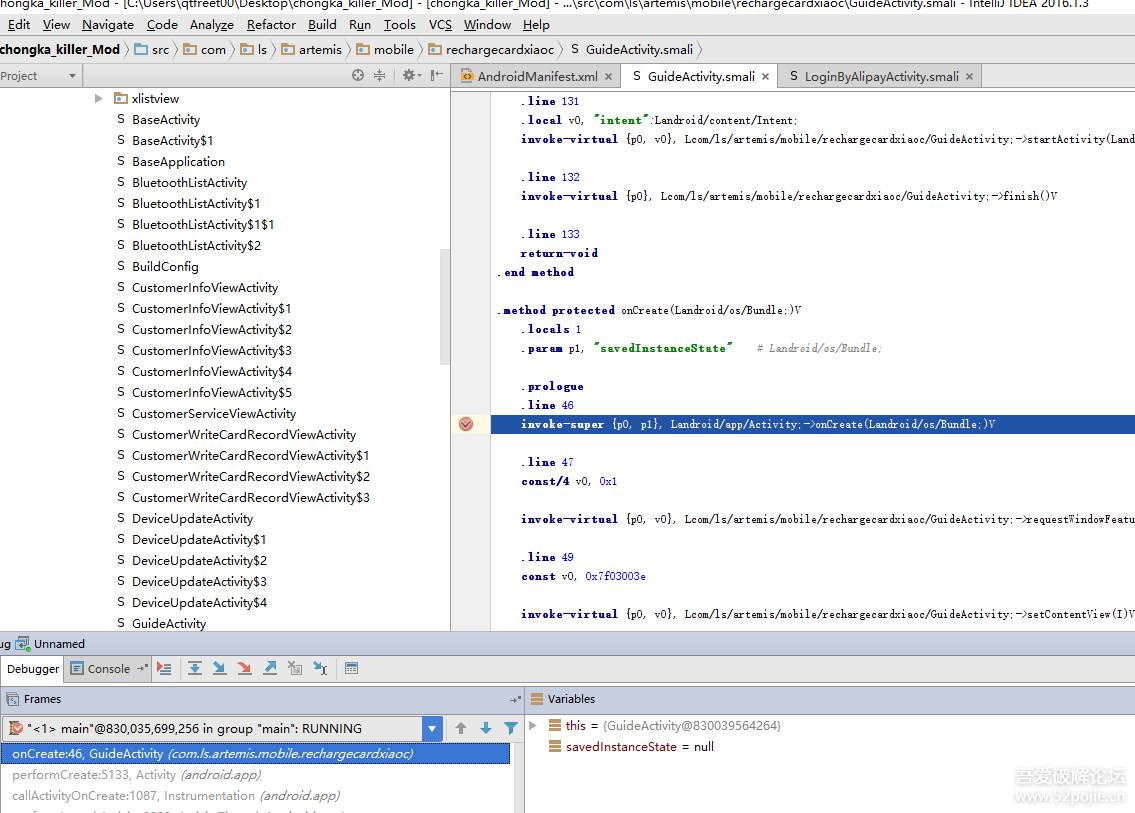 chongka_killer_Mod - [C:\Users\qtfreet00\Desktop\chongka_killer_Mod] - [chongka_killer_Mod] - ...\src\com\ls\artemis\mobile\rechargecardxiaoc\GuideActivity.smali - IntelliJ IDEA 2016.1.3
Edit View Navigate Code Analyze Refactor Build Run Tools VCS Window Help
chongka_killer_Mod src com ls artemis mobile rechargecardxiaoc S GuideActivity.smali
Project AndroidManifest.xml S GuideActivity.smali S LoginByAlipayActivity.smali
xlistview
S BaseActivity
S BaseActivity$1
S BaseApplication
S BluetoothListActivity
S BluetoothListActivity$1
S BluetoothListActivity$1$1
S BluetoothListActivity$2
S BuildConfig
S CustomerInfoViewActivity
S CustomerInfoViewActivity$1
S CustomerInfoViewActivity$2
S CustomerInfoViewActivity$3
S CustomerInfoViewActivity$4
S CustomerInfoViewActivity$5
S CustomerServiceViewActivity
S CustomerWriteCardRecordViewActivity
S CustomerWriteCardRecordViewActivity$1
S CustomerWriteCardRecordViewActivity$2
S CustomerWriteCardRecordViewActivity$3
S DeviceUpdateActivity
S DeviceUpdateActivity$1
S DeviceUpdateActivity$2
S DeviceUpdateActivity$3
S DeviceUpdateActivity$4
S GuideActivity
.line 131
.local v0, "intent":Landroid/content/Intent;
invoke-virtual {p0, v0}, Lcom/ls/artemis/mobile/rechargecardxiaoc/GuideActivity;->startActivity(Land
.line 132
invoke-virtual {p0}, Lcom/ls/artemis/mobile/rechargecardxiaoc/GuideActivity;->finish()V
.line 133
return-void
.end method
.method protected onCreate(Landroid/os/Bundle;)V
.locals 1
.param p1, "savedInstanceState" # Landroid/os/Bundle;
.prologue
.line 46
invoke-super {p0, p1}, Landroid/app/Activity;->onCreate(Landroid/os/Bundle;)V
.line 47
const/4 v0, 0x1
invoke-virtual {p0, v0}, Lcom/ls/artemis/mobile/rechargecardxiaoc/GuideActivity;->requestWindowFeatu
.line 49
const v0, 0x7f03003e
invoke-virtual {p0, v0}, Lcom/ls/artemis/mobile/rechargecardxiaoc/GuideActivity;->setContentView(I)V
ug Unnamed
Debugger Console
Frames
"<1> main"@830,035,699,256 in group "main": RUNNING
onCreate:46, GuideActivity (com.ls.artemis.mobile.rechargecardxiaoc)
performCreate:5133, Activity (android.app)
callActivityOnCreate:1087, Instrumentation (android.app)
Variables
this = {GuideActivity@830039564264}
savedInstanceState = null
吾爱破解论坛
www.52pojie.cn